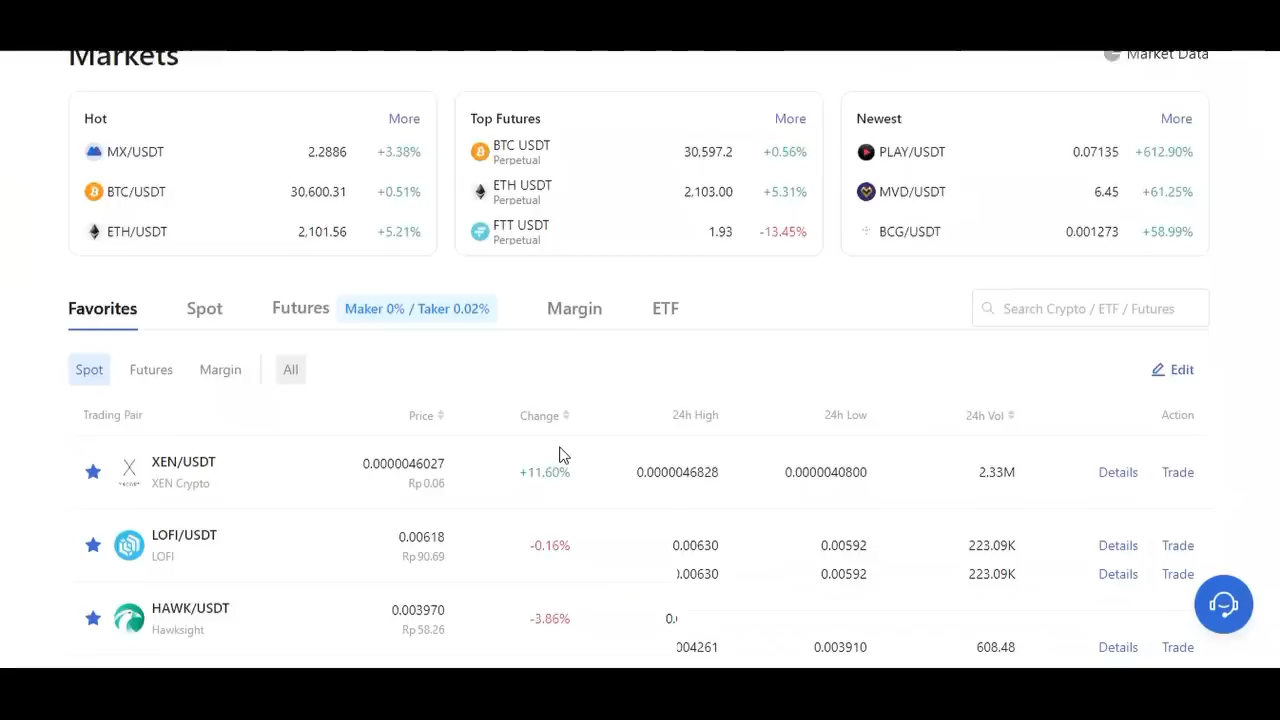 Markets
Market Data
Hot More
MX/USDT 2.2886 +3.38%
BTC/USDT 30,600.31 +0.51%
ETH/USDT 2,101.56 +5.21%
Top Futures More
BTC USDT
Perpetual 30,597.2 +0.56%
ETH USDT
Perpetual 2,103.00 +5.31%
FTT USDT
Perpetual 1.93 -13.45%
Newest More
PLAY/USDT 0.07135 +612.90%
MVD/USDT 6.45 +61.25%
BCG/USDT 0.001273 +58.99%
Favorites Spot Futures Maker 0% / Taker 0.02% Margin ETF Search Crypto / ETF / Futures
Spot Futures Margin All Edit
Trading Pair Price Change 24h High 24h Low 24h Vol Action
XEN/USDT 0.0000046027 +11.60% 0.0000046828 0.0000040800 2.33M Details Trade
XEN Crypto Rp 0.06
LOFI/USDT 0.00618 -0.16% 0.00630 0.00592 223.09K Details Trade
LOFI Rp 90.69
0.00630 0.00592 223.09K Details Trade
HAWK/USDT 0.003970 -3.86% 0.0
Hawksight Rp 58.26
004261 0.003910 608.48 Details Trade